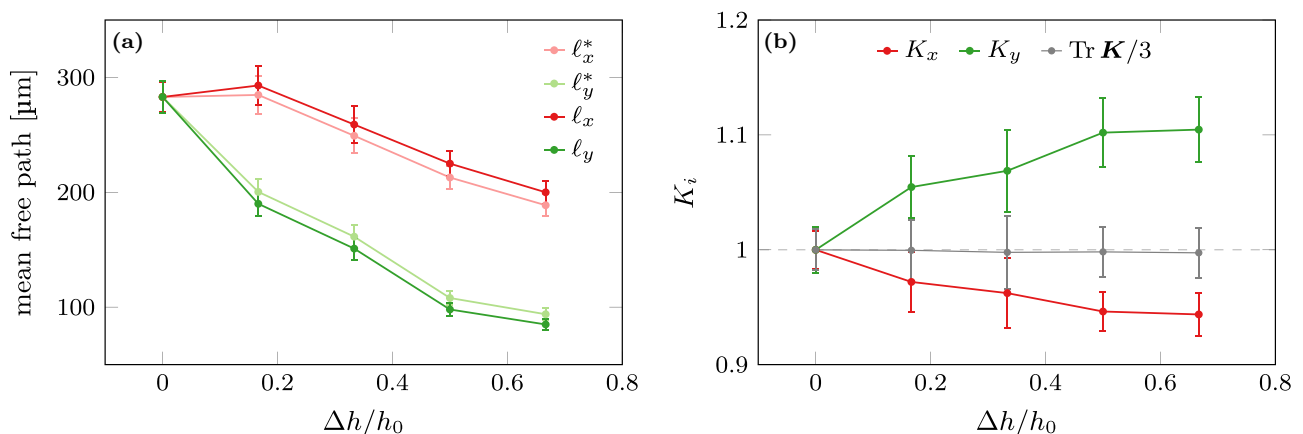 (a)
ℓ*x
ℓ*y
ℓx
ℓy
mean free path [µm]
300
200
100
0
0.2
0.4
0.6
0.8
Δh/h0
(b)
Kx
Ky
Tr K/3
Ki
1.2
1.1
1
0.9
0
0.2
0.4
0.6
0.8
Δh/h0